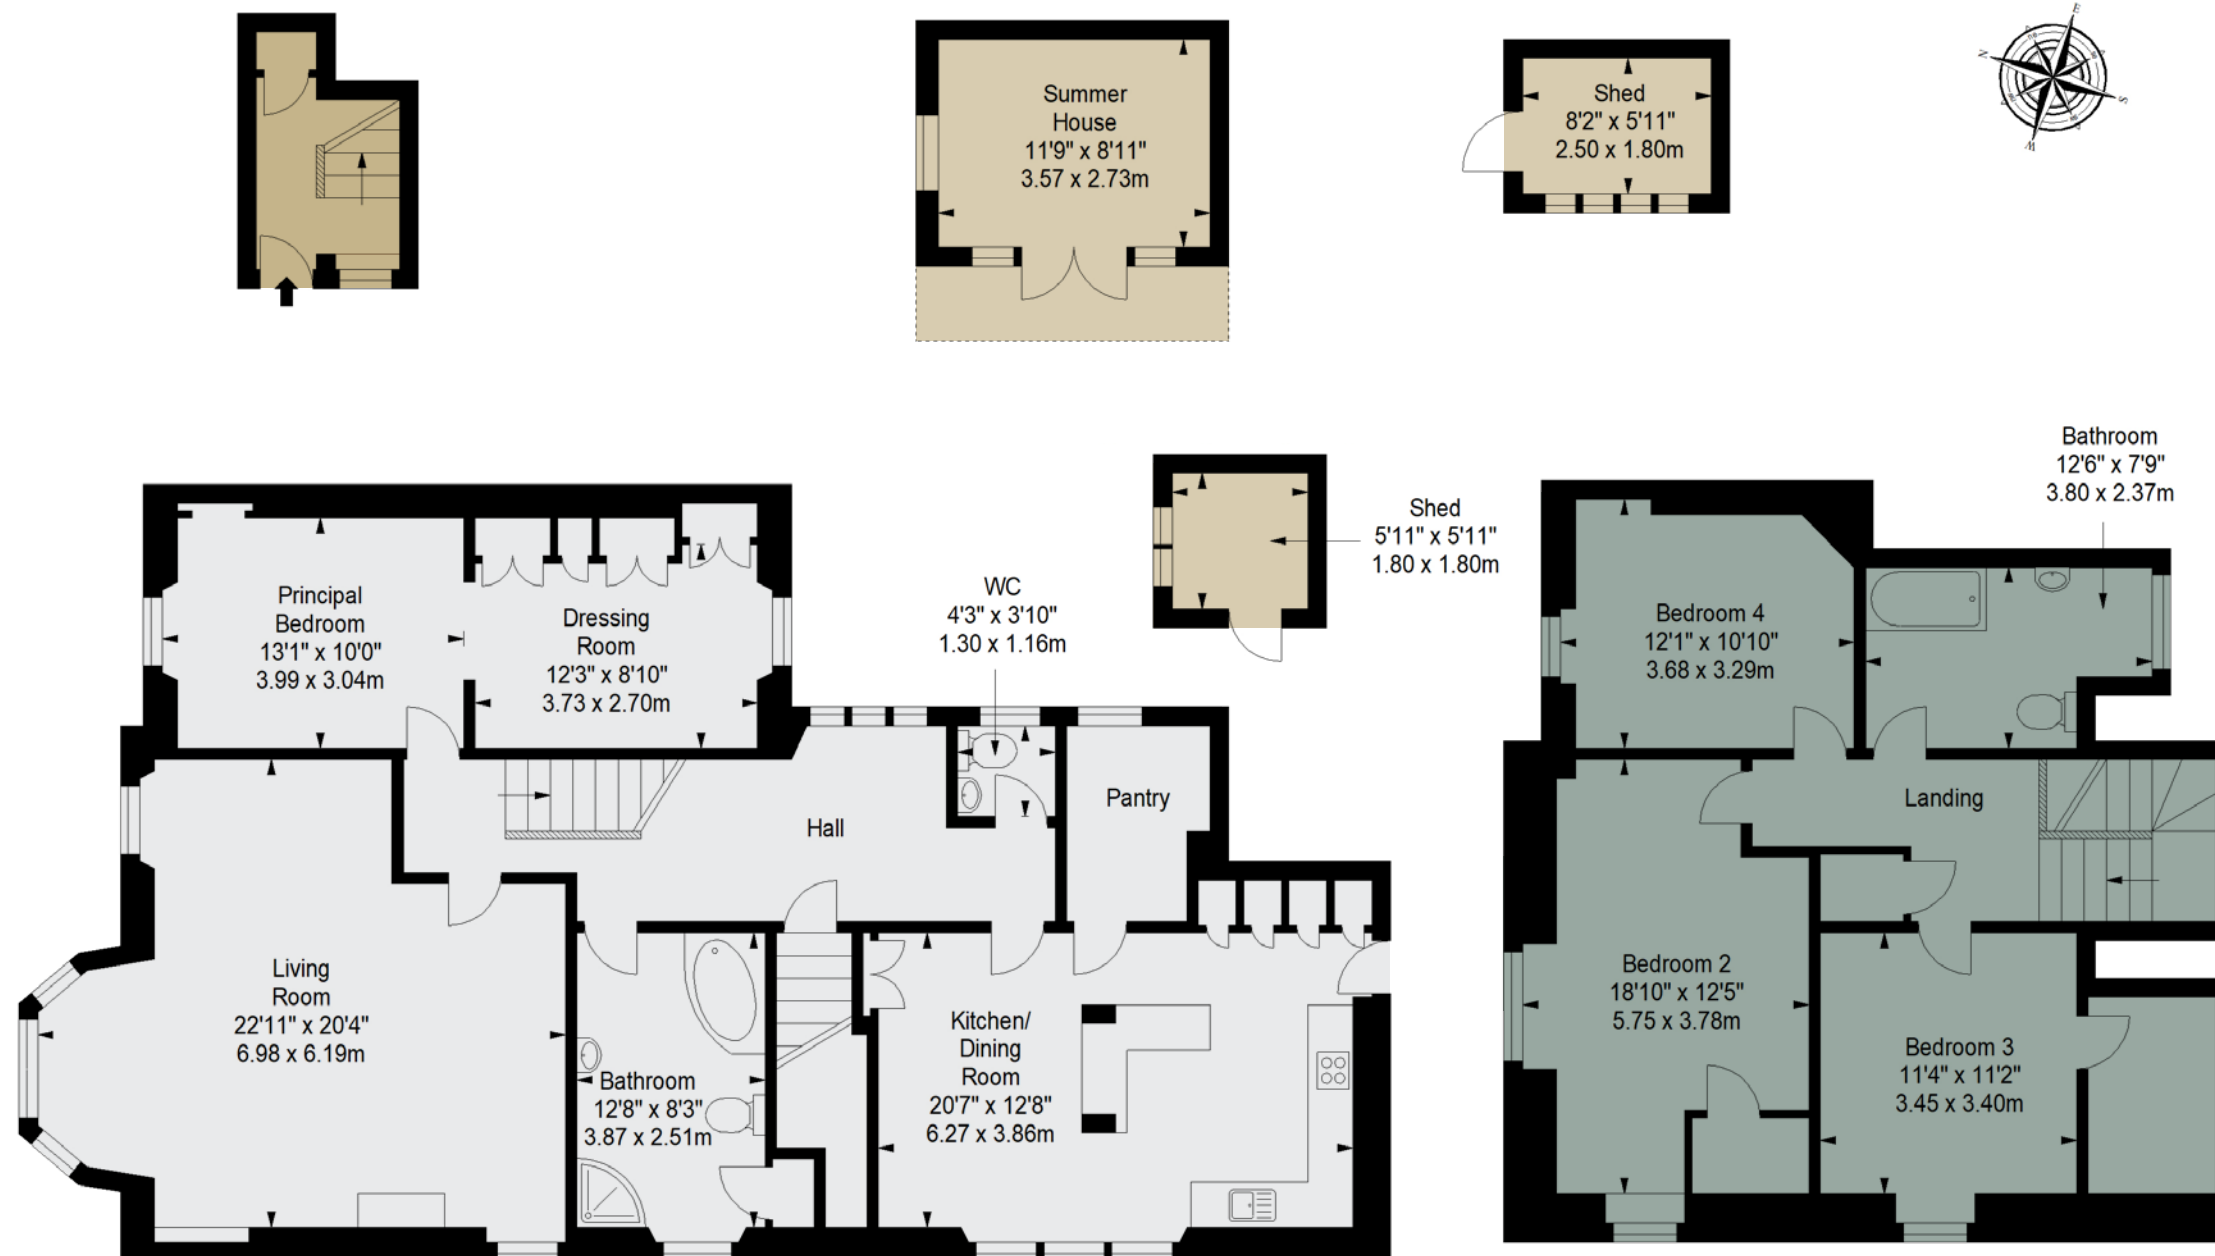 Summer
House
11'9" x 8'11"
3.57 x 2.73m
Shed
8'2" x 5'11"
2.50 x 1.80m
E
N
S
W
Bathroom
12'6" x 7'9"
3.80 x 2.37m
Shed
5'11" x 5'11"
1.80 x 1.80m
WC
4'3" x 3'10"
1.30 x 1.16m
Principal
Bedroom
13'1" x 10'0"
3.99 x 3.04m
Dressing
Room
12'3" x 8'10"
3.73 x 2.70m
Bedroom 4
12'1" x 10'10"
3.68 x 3.29m
Hall
Pantry
Landing
Living
Room
22'11" x 20'4"
6.98 x 6.19m
Bathroom
12'8" x 8'3"
3.87 x 2.51m
Kitchen/
Dining
Room
20'7" x 12'8"
6.27 x 3.86m
Bedroom 2
18'10" x 12'5"
5.75 x 3.78m
Bedroom 3
11'4" x 11'2"
3.45 x 3.40m